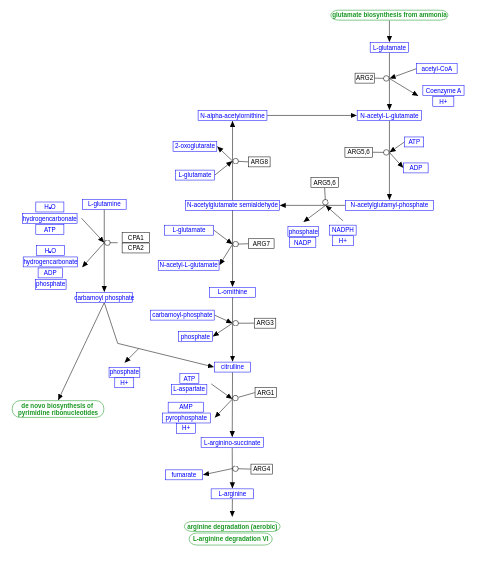 glutamate biosynthesis from ammonia
L-glutamate
acetyl-CoA
ARG2
Coenzyme A
H+
N-alpha-acetylornithine
N-acetyl-L-glutamate
2-oxoglutarate
ATP
ARG8
ARG5,6
L-glutamate
ADP
ARG5,6
N-acetylglutamate semialdehyde
N-acetylglutamyl-phosphate
L-glutamine
H₂O
hydrogencarbonate
ATP
L-glutamate
phosphate
NADP
NADPH
H+
CPA1
CPA2
ARG7
H₂O
hydrogencarbonate
ADP
phosphate
N-acetyl-L-glutamate
carbamoyl phosphate
L-ornithine
carbamoyl-phosphate
ARG3
phosphate
citrulline
phosphate
H+
ATP
L-aspartate
ARG1
AMP
pyrophosphate
H+
de novo biosynthesis of
pyrimidine ribonucleotides
L-arginino-succinate
fumarate
ARG4
L-arginine
arginine degradation (aerobic)
L-arginine degradation VI